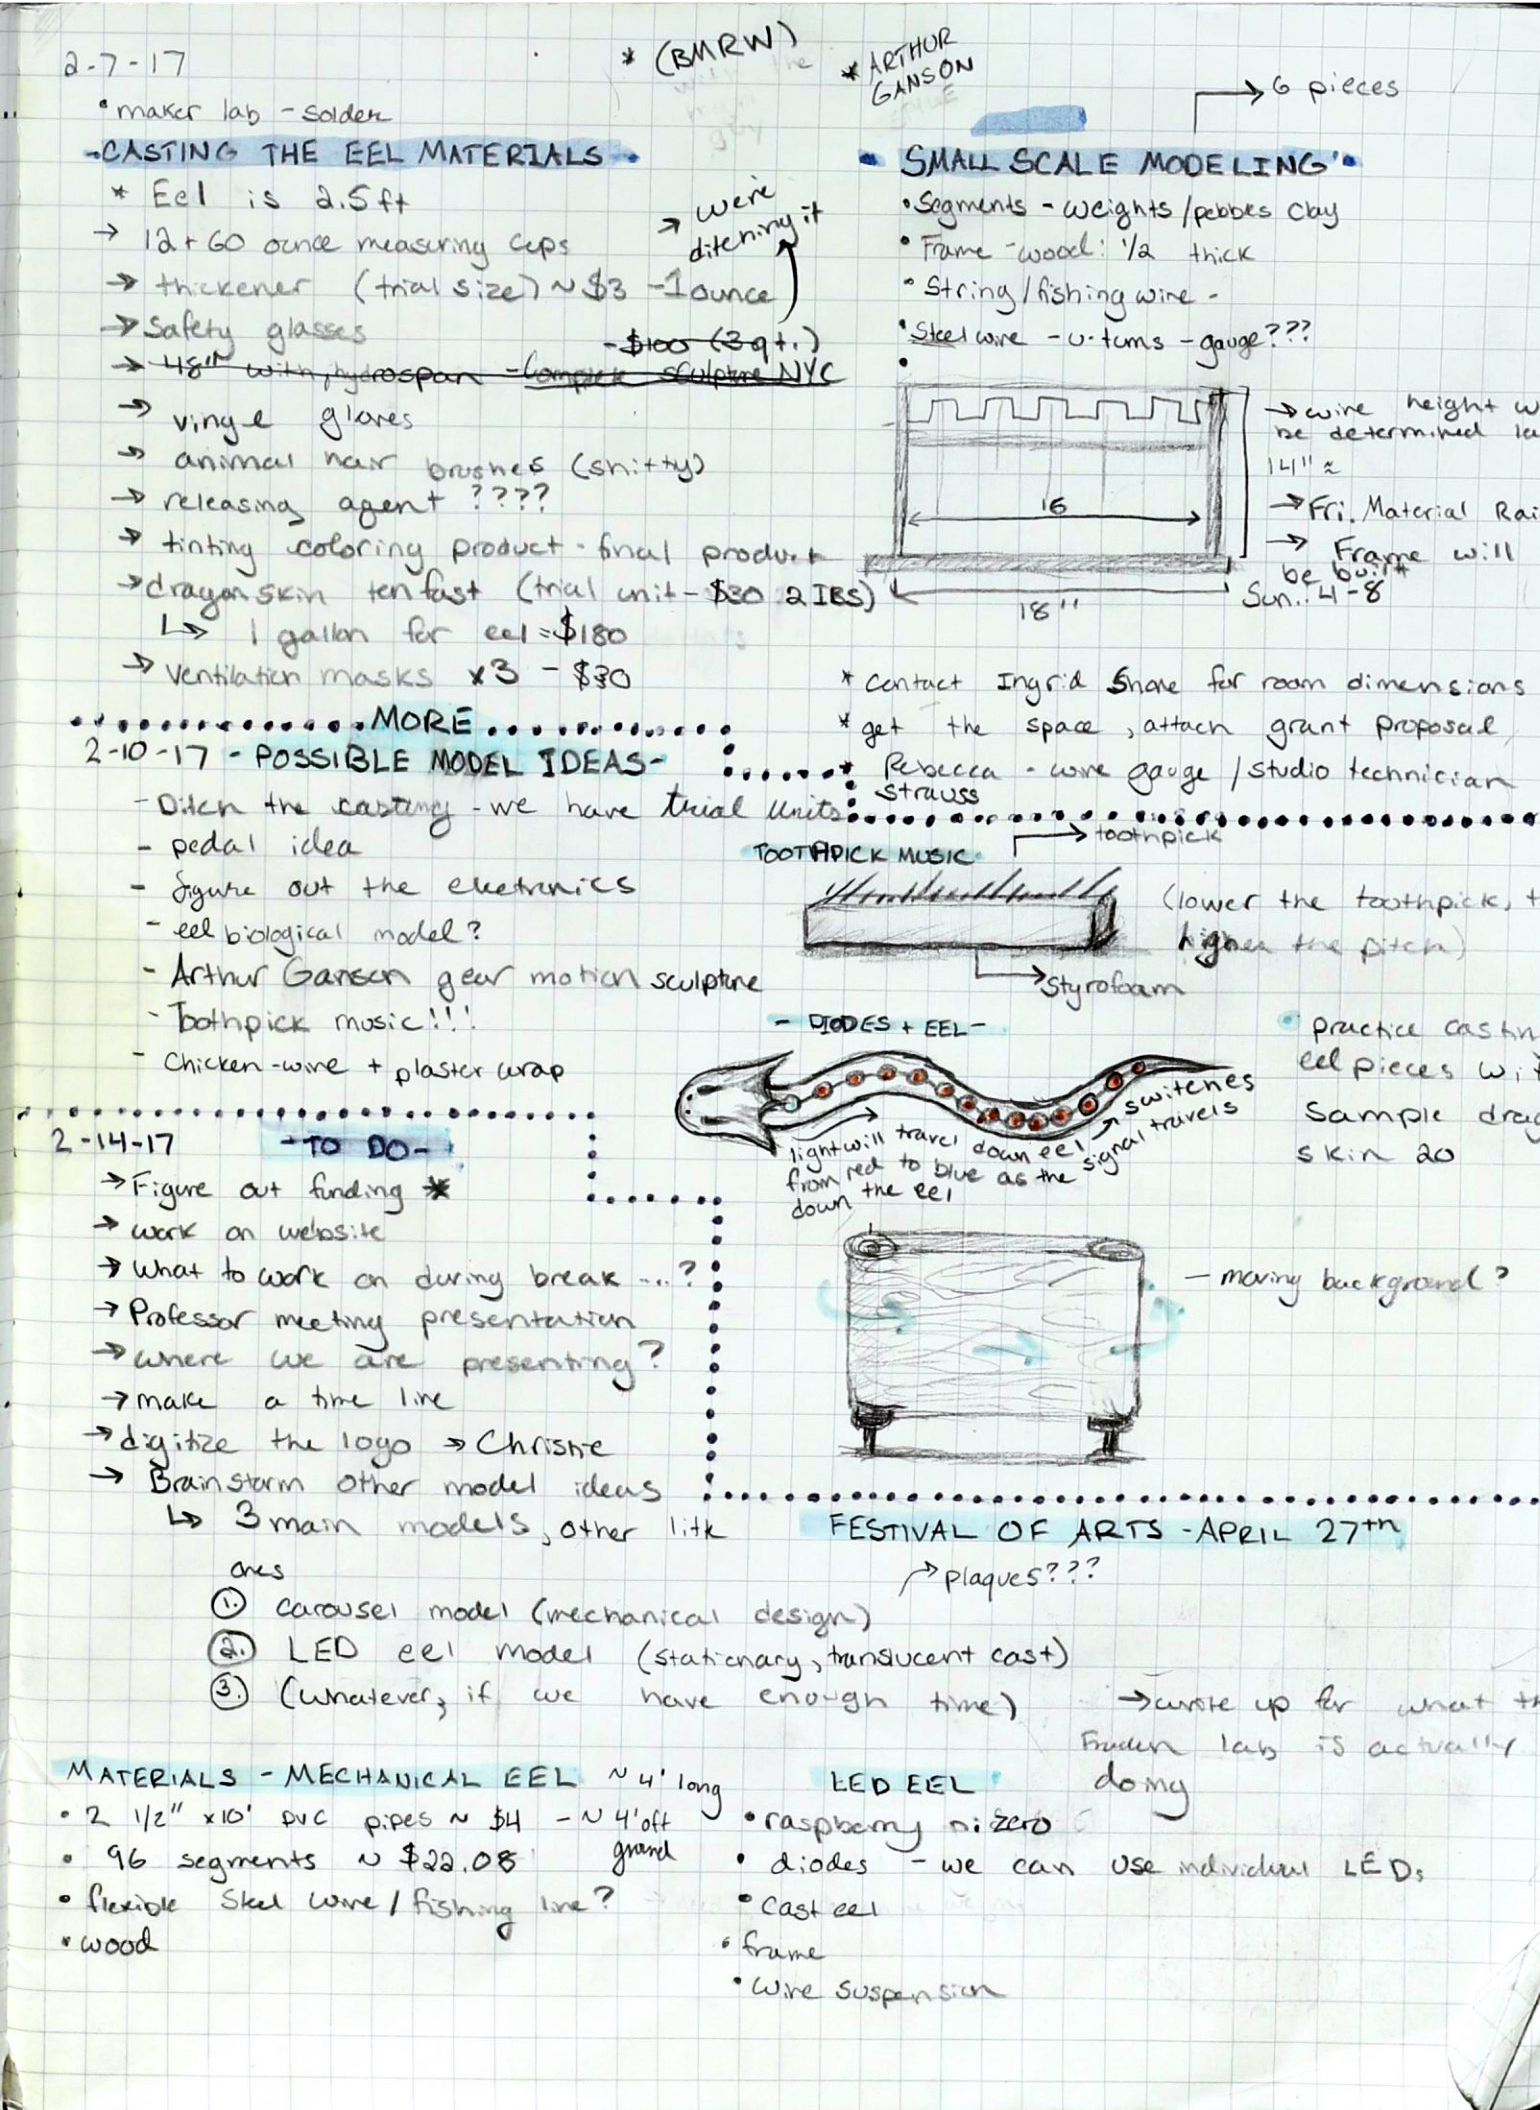 2-7-17
* (BMRW)
* ARTHUR
GANSON
• maker lab - solder
- CASTING THE EEL MATERIALS -
* Eel is 2.5 ft
→ 12 + 60 ounce measuring cups
→ thickener (trial size) ~ $3 - 1 ounce
→ we're
ditching it
→ Safety glasses
- $100 (3 qt.)
→ 48" with hydrospan - Complete sculpture NYC
→ vinyl gloves
→ animal hair brushes (shitty)
→ releasing agent ????
→ tinting coloring product - final product
→ dragon skin ten fast (trial unit - $30 2 lBS)
↳ 1 gallon for eel = $180
→ ventilation masks x3 - $30
→ 6 pieces
• SMALL SCALE MODELING •
• Segments - weights / pebbles clay
• Frame - wood: 1/2 thick
• String / fishing wire -
• Steel wire - u-turns - gauge???
16
18"
→ wire height w
be determined la
14" ≈
→ Fri. Material Rai
→ Frame will
be built
Sun.: 4-8
* contact Ingrid Shane for room dimensions
* get the space, attach grant proposal
* Rebecca - wire gauge / studio technician
Strauss
MORE
2-10-17 - POSSIBLE MODEL IDEAS -
- Ditch the casting - we have trial units
- pedal idea
- figure out the electronics
- eel biological model?
- Arthur Ganson gear motion sculpture
- Toothpick music!!!
- Chicken-wire + plaster wrap
TOOTHPICK MUSIC
→ toothpick
(lower the toothpick, t
higher the pitch)
→ Styrofoam
- DIODES + EEL -
light will travel down eel → switches
from red to blue as the signal travels
down the eel
• practice castin
eel pieces wit
sample drag
skin 20
- moving background?
2-14-17 - TO DO -
→ Figure out funding *
→ work on website
→ What to work on during break ....?
→ Professor meeting presentation
→ where we are presenting?
→ make a time line
→ digitize the logo → Christie
→ Brainstorm other model ideas
↳ 3 main models, other litte
ones
1. carousel model (mechanical design)
2. LED eel model (stationary, translucent cast)
3. (whatever, if we have enough time)
FESTIVAL OF ARTS - APRIL 27th
→ plaques???
→ write up for what th
lab is actually
doing
MATERIALS - MECHANICAL EEL ~ 4' long
• 2 1/2" x10' PVC pipes ~ $4 - ~ 4' off
ground
• 96 segments ~ $22.08
• flexible Steel wire / fishing line?
• wood
LED EEL
• raspberry pi zero
• diodes - we can use individual LEDs
• cast eel
• frame
• wire suspension